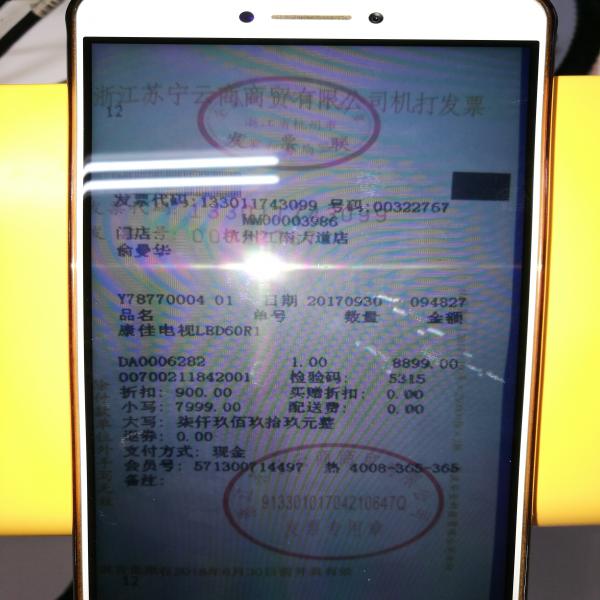 浙江苏宁云商商贸有限公司机打发票
12
浙江省杭州市
发票联
发票代码:133011743099 号码:00322767
MM00003986
门店号: 00杭州江南大道店
俞曼华
Y78770004 01 日期 20170930 094827
品名 单号 数量 金额
康佳电视LBD60R1
DA0006282 1.00 8899.00
00700211842001 检验码: 5315
折扣: 900.00 买赠折扣: 0.00
小写: 7999.00 配送费: 0.00
大写: 柒仟玖佰玖拾玖元整
返券: 0.00
支付方式: 现金
会员号: 571300714497 热 4008-365-365
备注:
91330101704210647Q
发票专用章
12